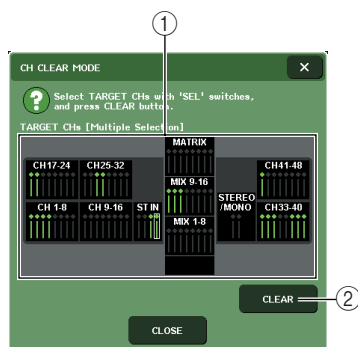 1
CH CLEAR MODE
×
?
Select TARGET CHs with 'SEL' switches,
and press CLEAR button.
TARGET CHs [Multiple Selection]
MATRIX
CH17-24 CH25-32 CH41-48
MIX 9-16
STEREO
/MONO
CH 1-8 CH 9-16 ST IN CH33-40
MIX 1-8
CLEAR
2
CLOSE